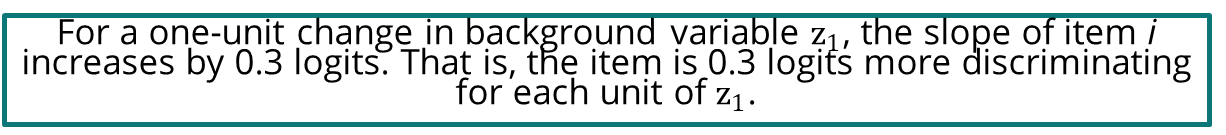 For a one-unit change in background variable z₁, the slope of item i
increases by 0.3 logits. That is, the item is 0.3 logits more discriminating
for each unit of z₁.